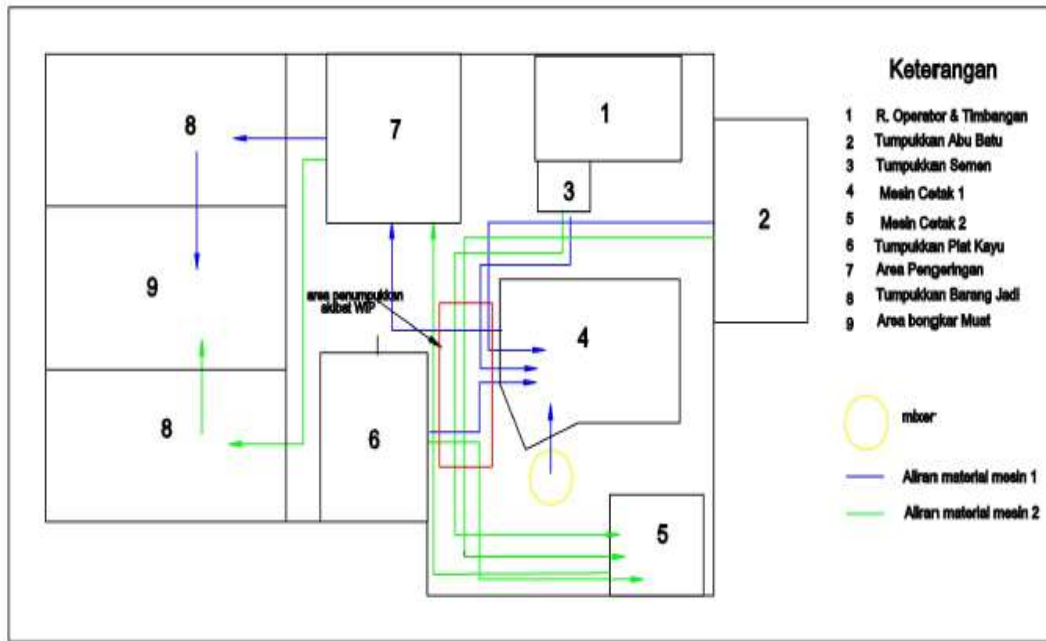 Keterangan
1 R. Operator & Timbangan
2 Tumpukkan Abu Batu
3 Tumpukkan Semen
4 Mesin Cetak 1
5 Mesin Cetak 2
6 Tumpukkan Plat Kayu
7 Area Pengeringan
8 Tumpukkan Barang Jadi
9 Area bongkar Muat
mixer
Aliran material mesin 1
Aliran material mesin 2
8
7
1
3
2
9
area penumpukkan
akibat WIP
4
8
6
5